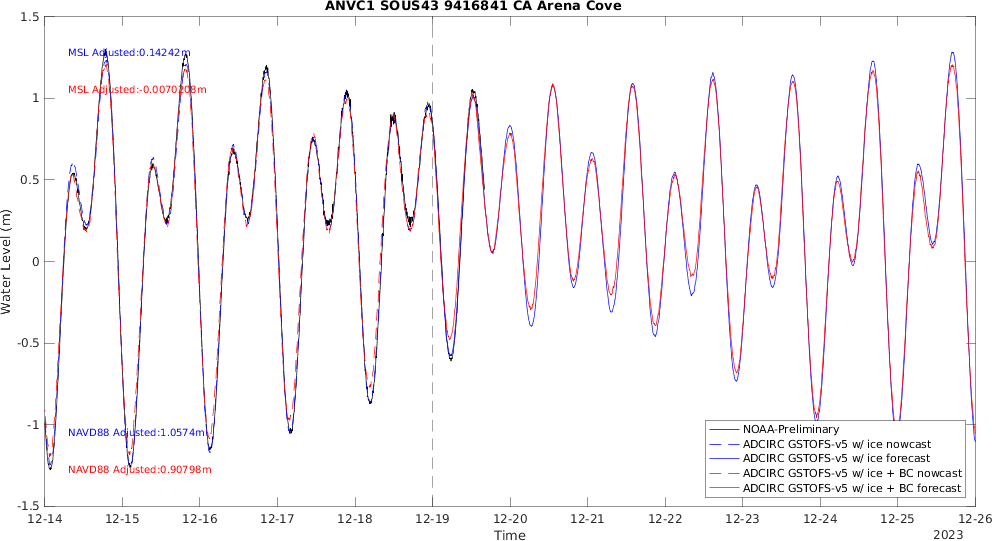 ANVC1 SOUS43 9416841 CA Arena Cove
1.5
1
0.5
0
-0.5
-1
-1.5
Water Level (m)
MSL Adjusted:0.14242m
MSL Adjusted:-0.0070208m
NAVD88 Adjusted:1.0574m
NAVD88 Adjusted:0.90798m
NOAA-Preliminary
ADCIRC GSTOFS-v5 w/ ice nowcast
ADCIRC GSTOFS-v5 w/ ice forecast
ADCIRC GSTOFS-v5 w/ ice + BC nowcast
ADCIRC GSTOFS-v5 w/ ice + BC forecast
12-14 12-15 12-16 12-17 12-18 12-19 12-20 12-21 12-22 12-23 12-24 12-25 12-26
Time
2023